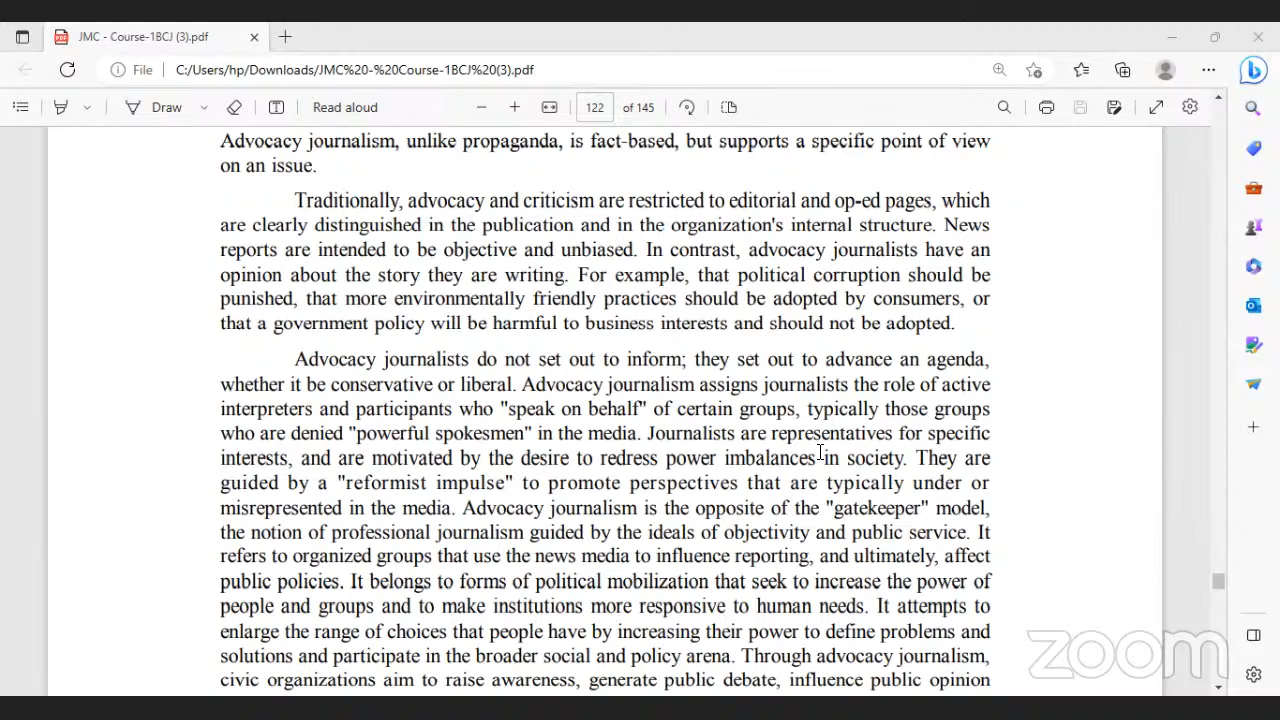 JMC - Course-1BCJ (3).pdf
File C:/Users/hp/Downloads/JMC%20-%20Course-1BCJ%20(3).pdf
Draw Read aloud 122 of 145
Advocacy journalism, unlike propaganda, is fact-based, but supports a specific point of view
on an issue.
Traditionally, advocacy and criticism are restricted to editorial and op-ed pages, which
are clearly distinguished in the publication and in the organization's internal structure. News
reports are intended to be objective and unbiased. In contrast, advocacy journalists have an
opinion about the story they are writing. For example, that political corruption should be
punished, that more environmentally friendly practices should be adopted by consumers, or
that a government policy will be harmful to business interests and should not be adopted.
Advocacy journalists do not set out to inform; they set out to advance an agenda,
whether it be conservative or liberal. Advocacy journalism assigns journalists the role of active
interpreters and participants who "speak on behalf" of certain groups, typically those groups
who are denied "powerful spokesmen" in the media. Journalists are representatives for specific
interests, and are motivated by the desire to redress power imbalances in society. They are
guided by a "reformist impulse" to promote perspectives that are typically under or
misrepresented in the media. Advocacy journalism is the opposite of the "gatekeeper" model,
the notion of professional journalism guided by the ideals of objectivity and public service. It
refers to organized groups that use the news media to influence reporting, and ultimately, affect
public policies. It belongs to forms of political mobilization that seek to increase the power of
people and groups and to make institutions more responsive to human needs. It attempts to
enlarge the range of choices that people have by increasing their power to define problems and
solutions and participate in the broader social and policy arena. Through advocacy journalism,
civic organizations aim to raise awareness, generate public debate, influence public opinion
zoom